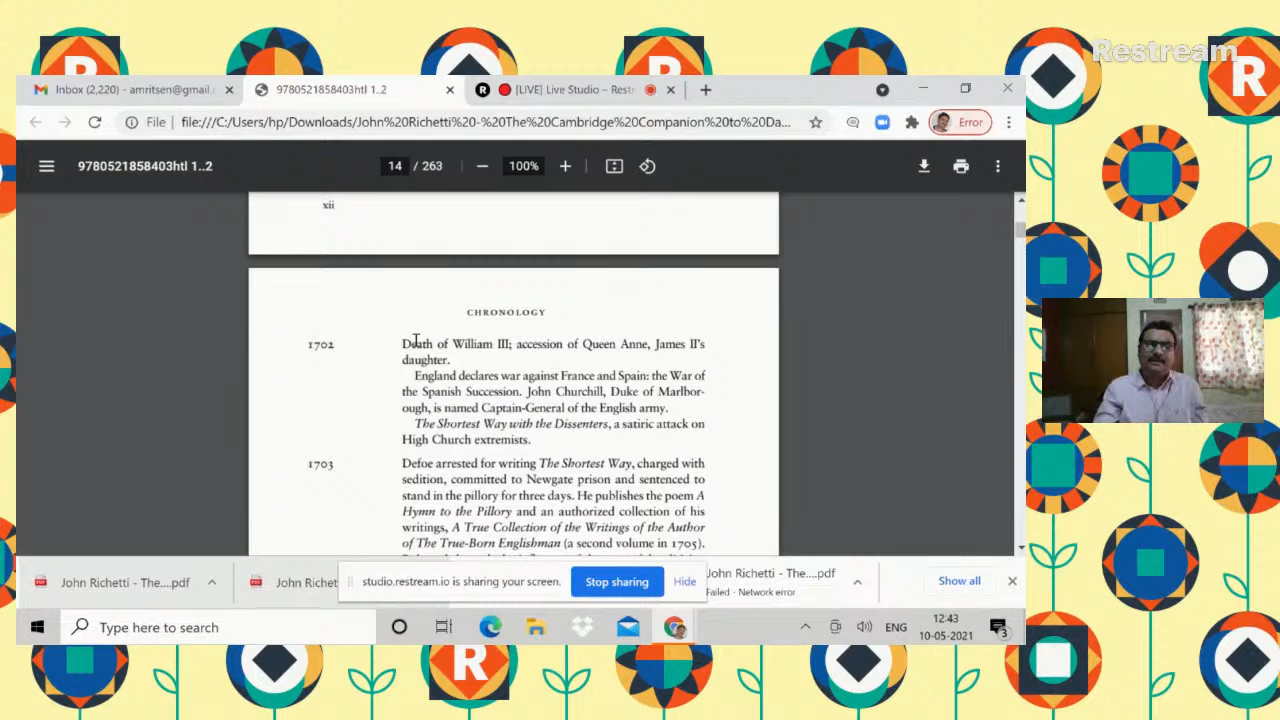 Restream
Inbox (2,220) - amritsen@gmail.
9780521858403htl 1..2
[LIVE] Live Studio – Restr
File
file:///C:/Users/hp/Downloads/John%20Richetti%20-%20The%20Cambridge%20Companion%20to%20Da...
Error
9780521858403htl 1..2
14 / 263
100%
xii
CHRONOLOGY
1702 Death of William III; accession of Queen Anne, James II's
daughter.
England declares war against France and Spain: the War of
the Spanish Succession. John Churchill, Duke of Marlbor-
ough, is named Captain-General of the English army.
The Shortest Way with the Dissenters, a satiric attack on
High Church extremists.
1703 Defoe arrested for writing The Shortest Way, charged with
sedition, committed to Newgate prison and sentenced to
stand in the pillory for three days. He publishes the poem A
Hymn to the Pillory and an authorized collection of his
writings, A True Collection of the Writings of the Author
of The True-Born Englishman (a second volume in 1705).
John Richetti - The....pdf
John Richet
studio.restream.io is sharing your screen.
Stop sharing
Hide
John Richetti - The....pdf
Failed - Network error
Show all
Type here to search
ENG
12:43
10-05-2021
3
R
R
R
R